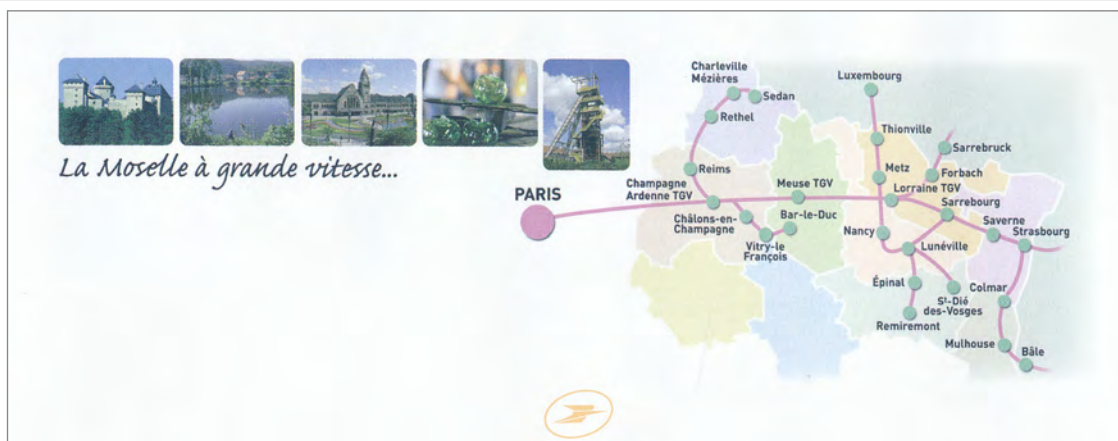 La Moselle à grande vitesse...
PARIS
Charleville
Mézières
Sedan
Rethel
Reims
Champagne
Ardenne TGV
Châlons-en-
Champagne
Vitry-le
François
Bar-le-Duc
Meuse TGV
Luxembourg
Thionville
Metz
Lorraine TGV
Sarrebruck
Forbach
Sarrebourg
Saverne
Strasbourg
Nancy
Lunéville
Épinal
St-Dié
des-Vosges
Remiremont
Colmar
Mulhouse
Bâle